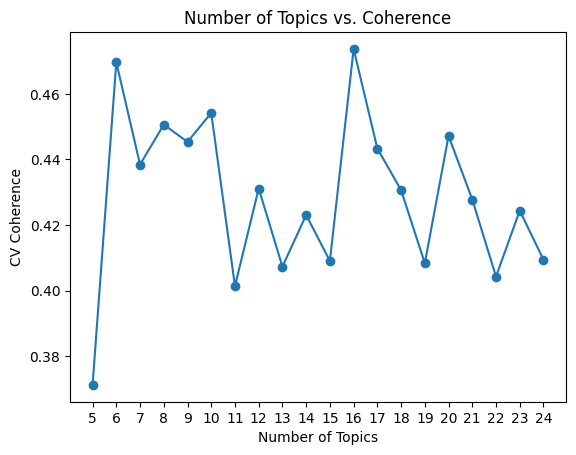 Number of Topics vs. Coherence
CV Coherence
0.46
0.44
0.42
0.40
0.38
5 6 7 8 9 10 11 12 13 14 15 16 17 18 19 20 21 22 23 24
Number of Topics